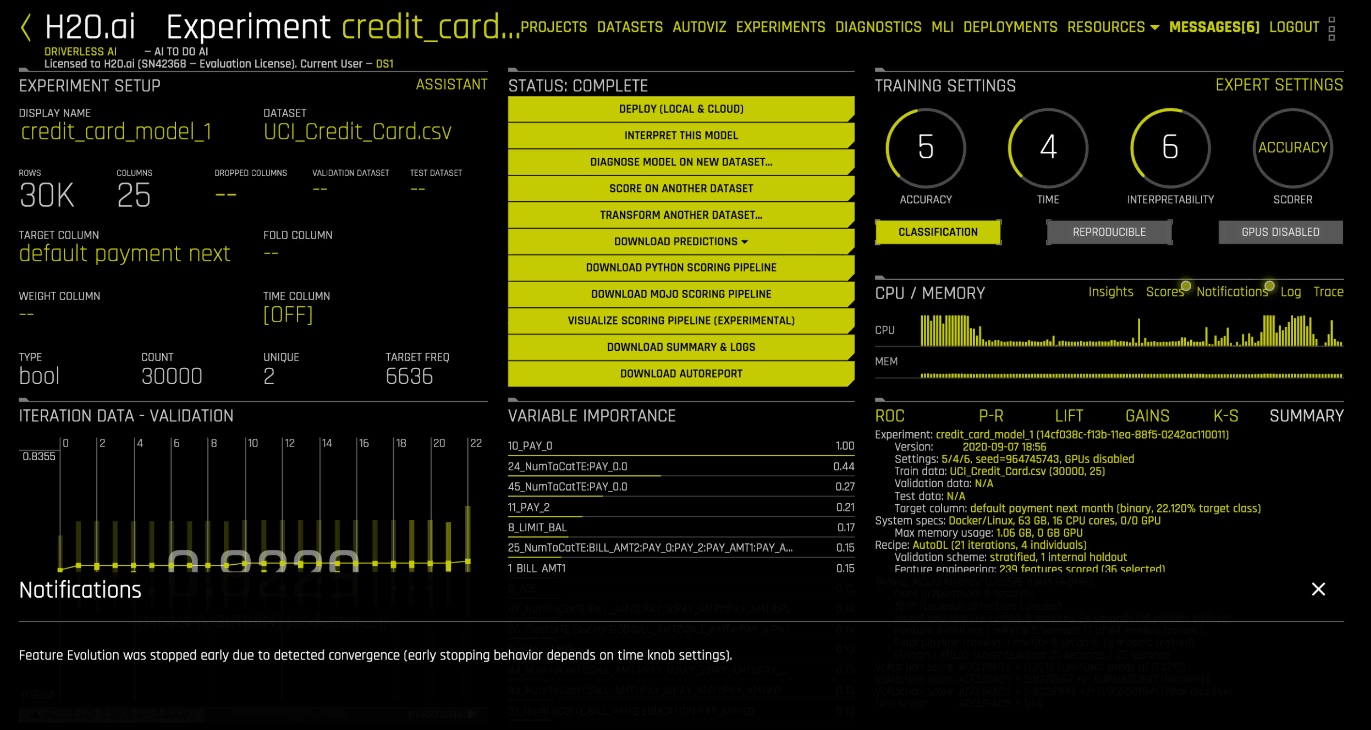 H2O.ai Experiment credit_card...
PROJECTS DATASETS AUTOVIZ EXPERIMENTS DIAGNOSTICS MLI DEPLOYMENTS RESOURCES MESSAGES[6] LOGOUT
DRIVERLESS AI — AI TO DO AI
Licensed to H2O.ai (SN42368 — Evaluation License). Current User — DS1
EXPERIMENT SETUP ASSISTANT
DISPLAY NAME DATASET
credit_card_model_1 UCI_Credit_Card.csv
ROWS COLUMNS DROPPED COLUMNS VALIDATION DATASET TEST DATASET
30K 25 -- -- --
TARGET COLUMN FOLD COLUMN
default payment next --
WEIGHT COLUMN TIME COLUMN
-- [OFF]
TYPE COUNT UNIQUE TARGET FREQ
bool 30000 2 6636
STATUS: COMPLETE
DEPLOY (LOCAL & CLOUD)
INTERPRET THIS MODEL
DIAGNOSE MODEL ON NEW DATASET...
SCORE ON ANOTHER DATASET
TRANSFORM ANOTHER DATASET...
DOWNLOAD PREDICTIONS
DOWNLOAD PYTHON SCORING PIPELINE
DOWNLOAD MOJO SCORING PIPELINE
VISUALIZE SCORING PIPELINE (EXPERIMENTAL)
DOWNLOAD SUMMARY & LOGS
DOWNLOAD AUTOREPORT
TRAINING SETTINGS EXPERT SETTINGS
5 4 6 ACCURACY
ACCURACY TIME INTERPRETABILITY SCORER
CLASSIFICATION REPRODUCIBLE GPUS DISABLED
CPU / MEMORY Insights Scores Notifications Log Trace
CPU
MEM
ITERATION DATA - VALIDATION
0 2 4 6 8 10 12 14 16 18 20 22
0.8355
VARIABLE IMPORTANCE
10_PAY_0 1.00
24_NumToCatTE:PAY_0.0 0.44
45_NumToCatTE:PAY_0.0 0.27
11_PAY_2 0.21
8_LIMIT_BAL 0.17
25_NumToCatTE:BILL_AMT2:PAY_0:PAY_2:PAY_AMT1:PAY_A... 0.15
1_BILL_AMT1 0.15
ROC P-R LIFT GAINS K-S SUMMARY
Experiment: credit_card_model_1 (14cf038c-f13b-11ea-88f5-0242ac110011)
Version: 2020-09-07 18:56
Settings: 5/4/6, seed=964745743, GPUs disabled
Train data: UCI_Credit_Card.csv (30000, 25)
Validation data: N/A
Test data: N/A
Target column: default payment next month (binary, 22.120% target class)
System specs: Docker/Linux, 63 GB, 16 CPU cores, 0/0 GPU
Max memory usage: 1.06 GB, 0 GB GPU
Recipe: AutoDL (21 iterations, 4 individuals)
Validation scheme: stratified, 1 internal holdout
Feature engineering: 239 features scored (36 selected)
Notifications
Feature Evolution was stopped early due to detected convergence (early stopping behavior depends on time knob settings).